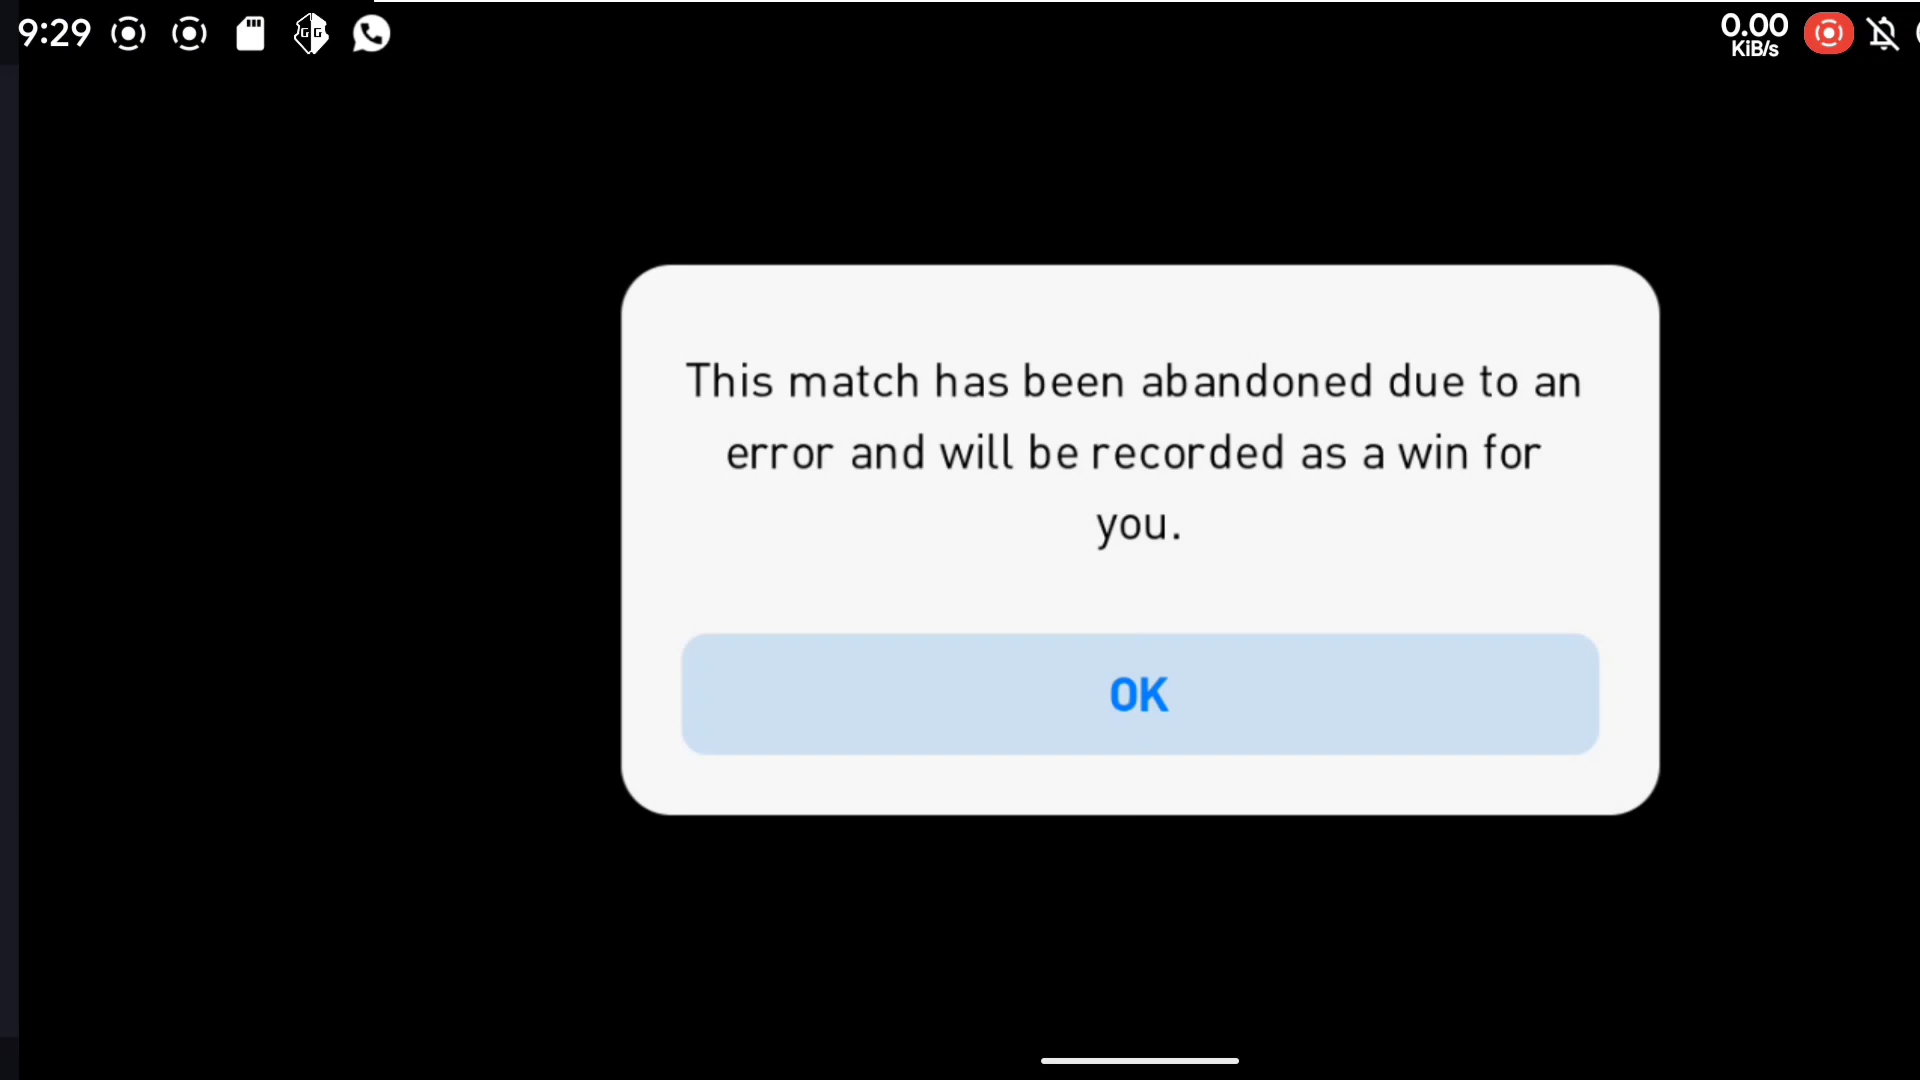 9:29
GG
0.00
KiB/s
This match has been abandoned due to an
error and will be recorded as a win for
you.
OK